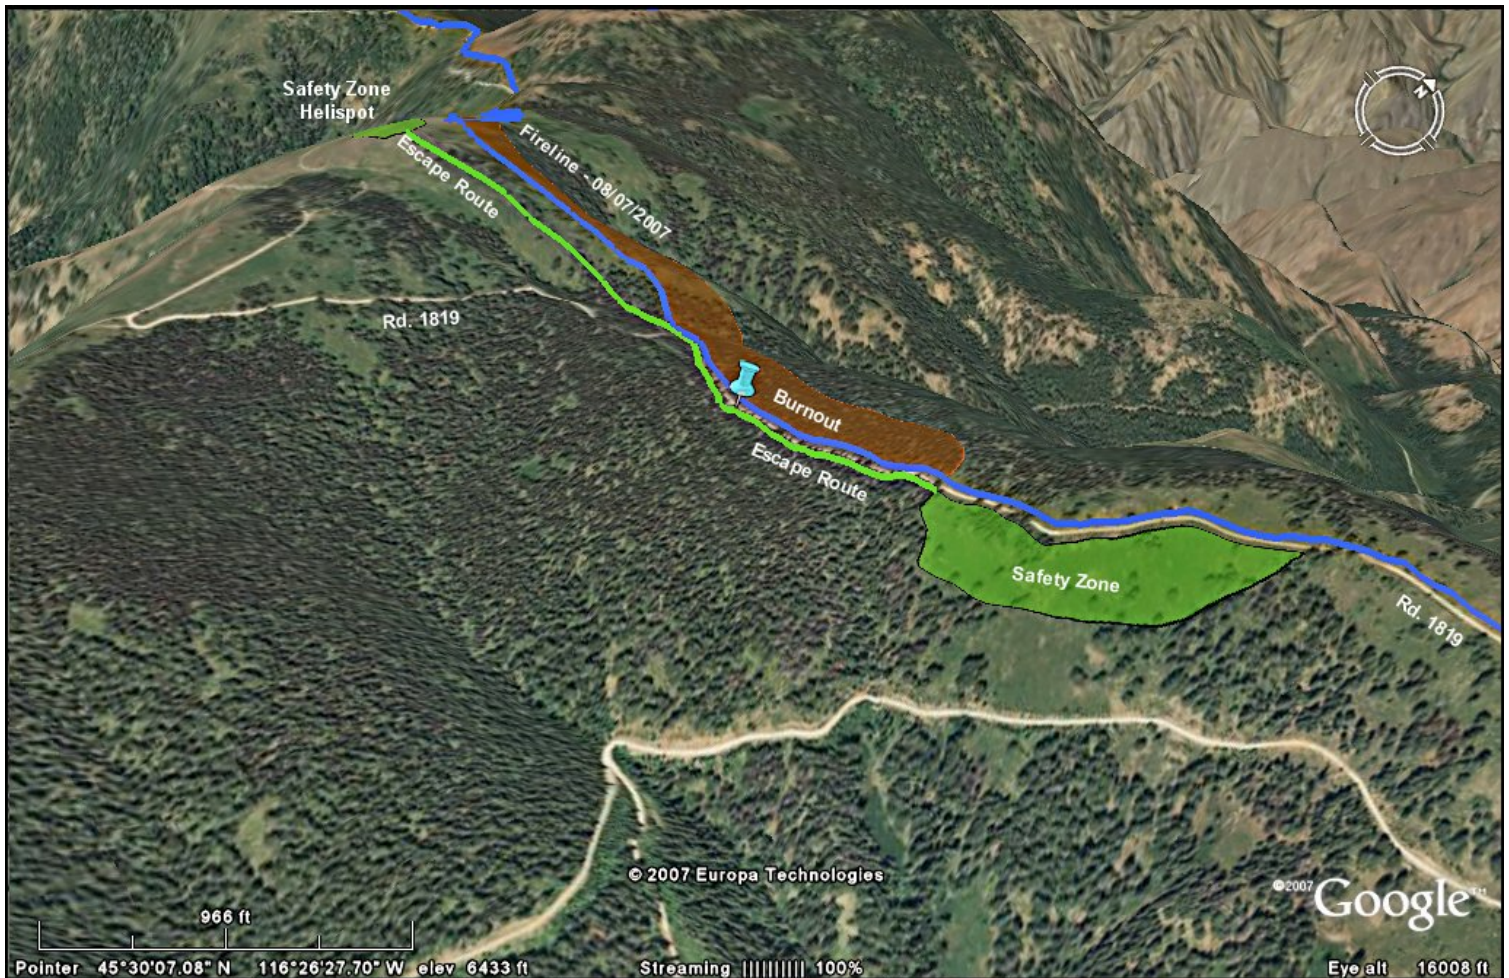 Safety Zone
Helispot
N
Escape Route
Fireline - 08/07/2007
Rd. 1819
Burnout
Escape Route
Safety Zone
Rd. 1819
© 2007 Europa Technologies
©2007 Google™
966 ft
Pointer 45°30'07.08" N 116°26'27.70" W elev 6433 ft Streaming |||||||||| 100% Eye alt 16008 ft